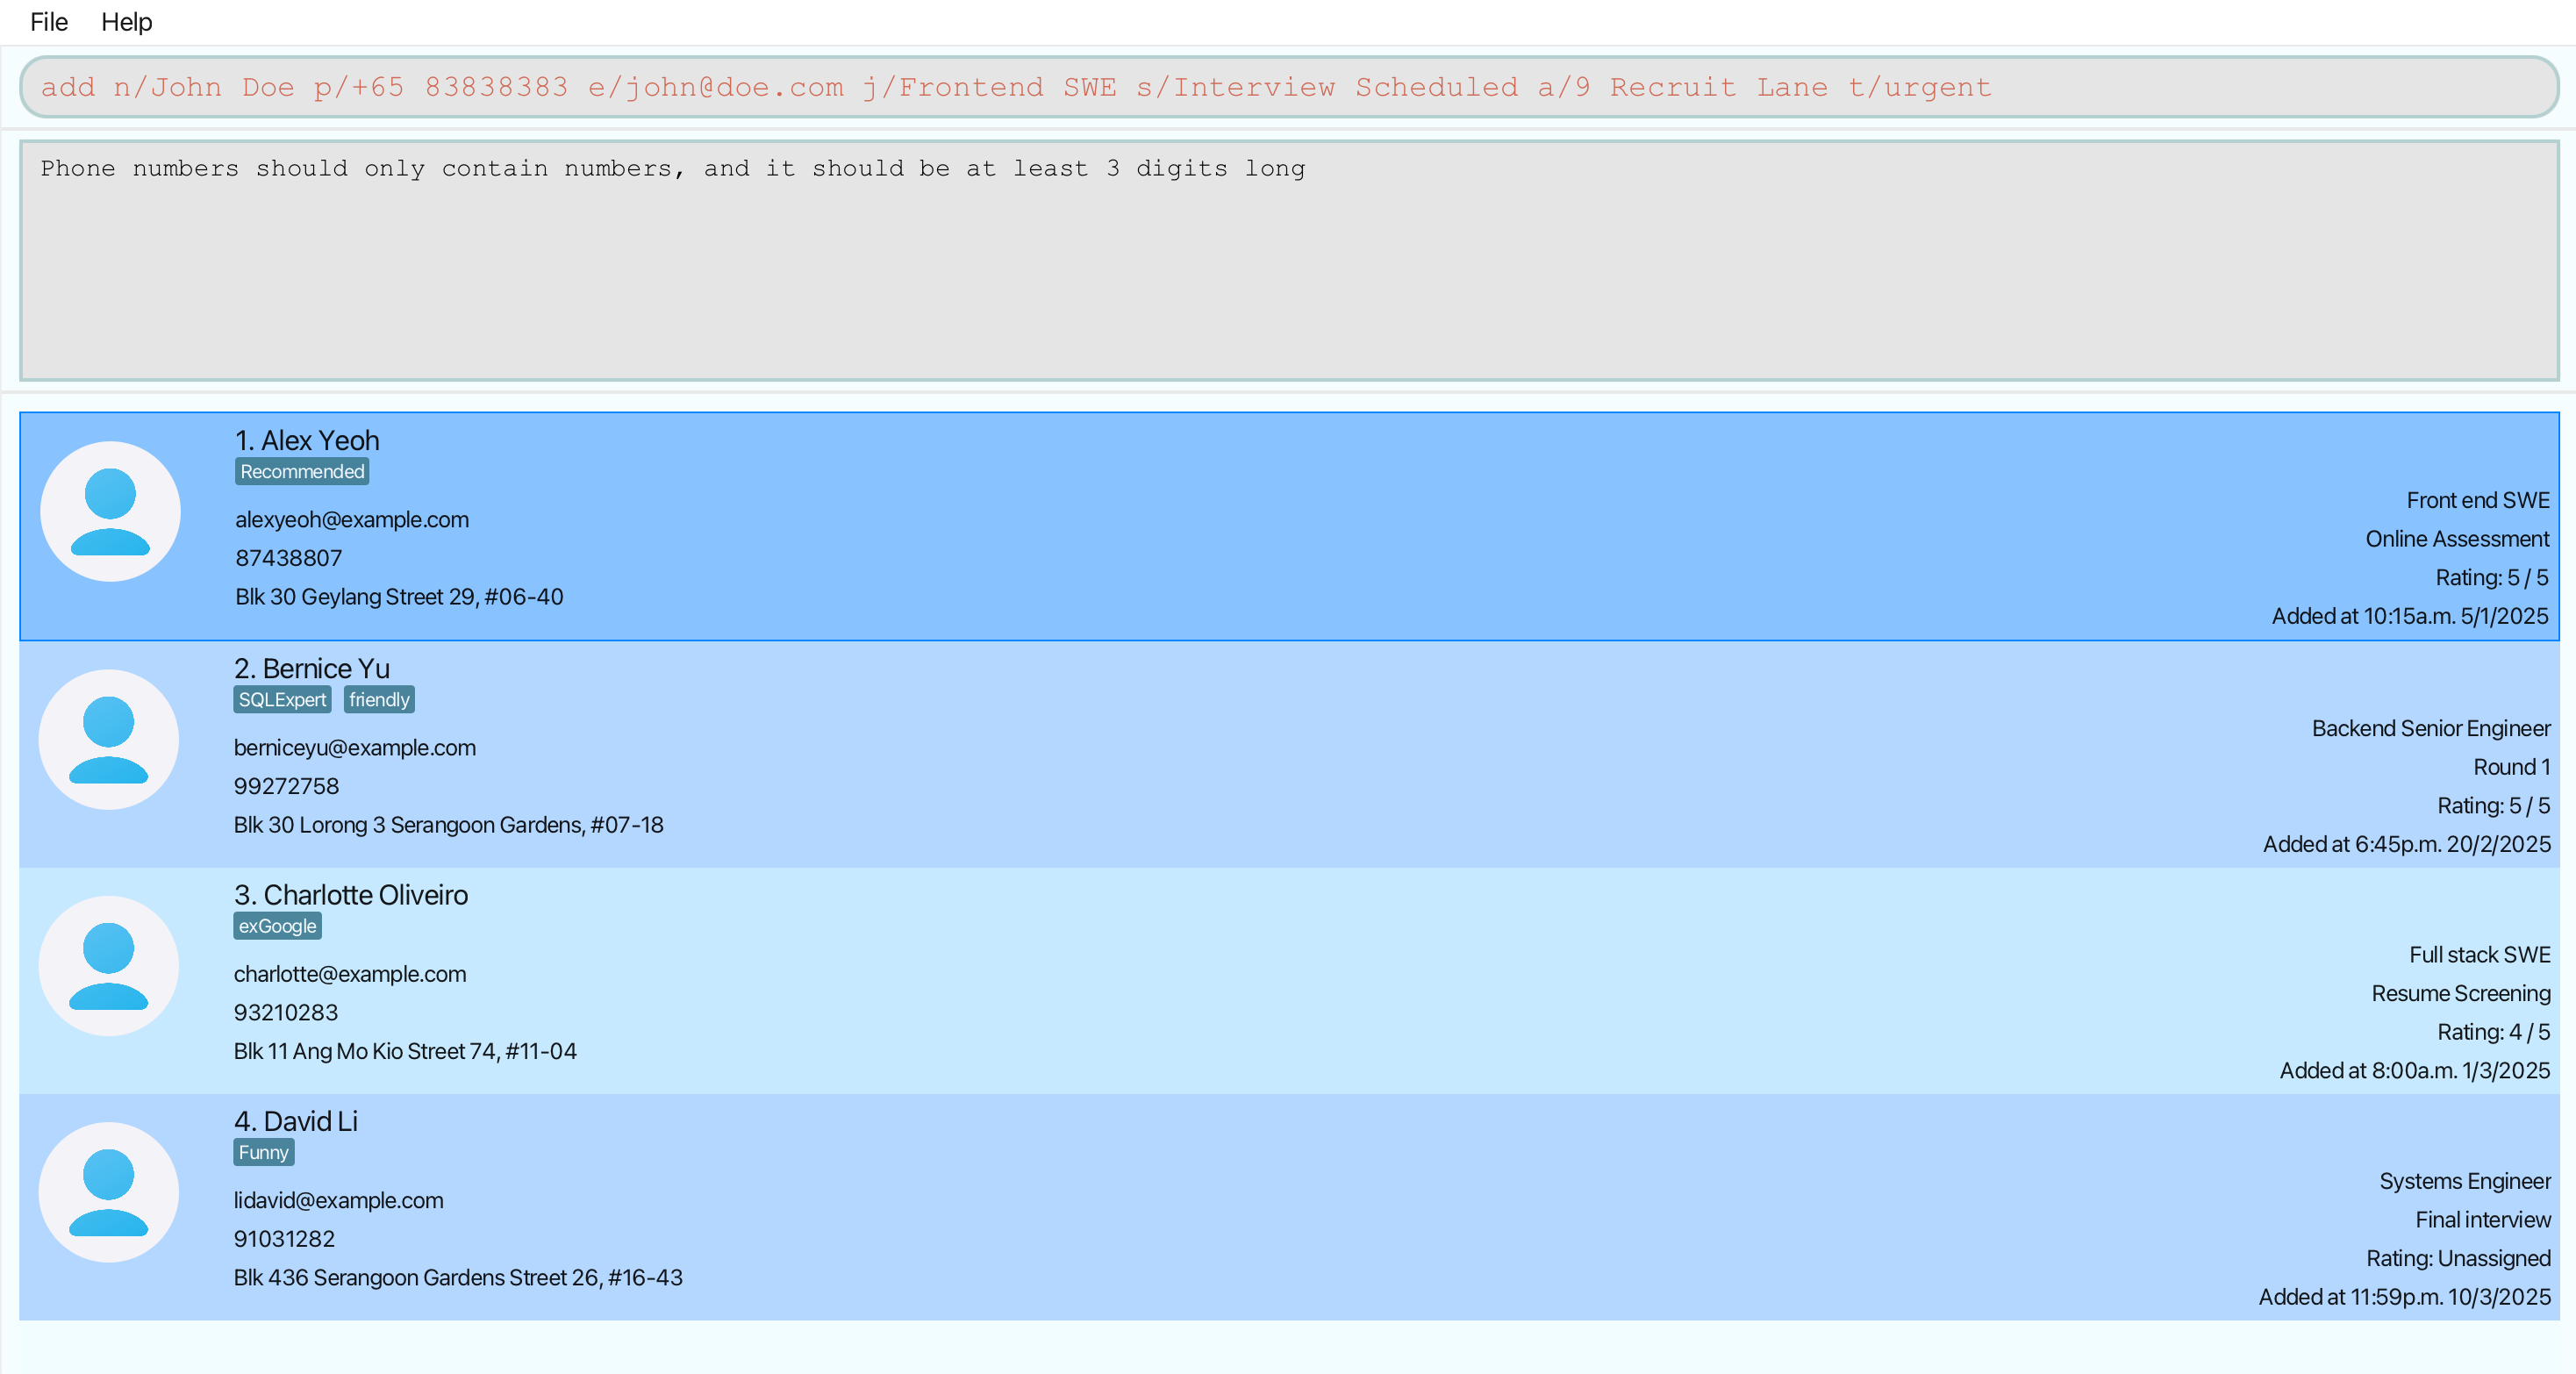 File Help
add n/John Doe p/+65 83838383 e/john@doe.com j/Frontend SWE s/Interview Scheduled a/9 Recruit Lane t/urgent
Phone numbers should only contain numbers, and it should be at least 3 digits long
1. Alex Yeoh
Recommended
alexyeoh@example.com
87438807
Blk 30 Geylang Street 29, #06-40
Front end SWE
Online Assessment
Rating: 5 / 5
Added at 10:15a.m. 5/1/2025
2. Bernice Yu
SQLExpert friendly
berniceyu@example.com
99272758
Blk 30 Lorong 3 Serangoon Gardens, #07-18
Backend Senior Engineer
Round 1
Rating: 5 / 5
Added at 6:45p.m. 20/2/2025
3. Charlotte Oliveiro
exGoogle
charlotte@example.com
93210283
Blk 11 Ang Mo Kio Street 74, #11-04
Full stack SWE
Resume Screening
Rating: 4 / 5
Added at 8:00a.m. 1/3/2025
4. David Li
Funny
lidavid@example.com
91031282
Blk 436 Serangoon Gardens Street 26, #16-43
Systems Engineer
Final interview
Rating: Unassigned
Added at 11:59p.m. 10/3/2025